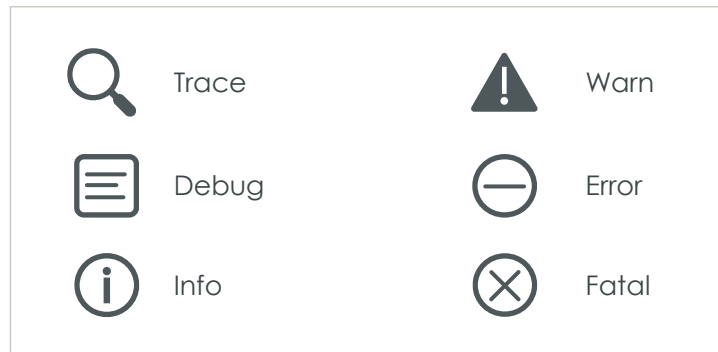 Trace
Warn
Debug
Error
Info
Fatal